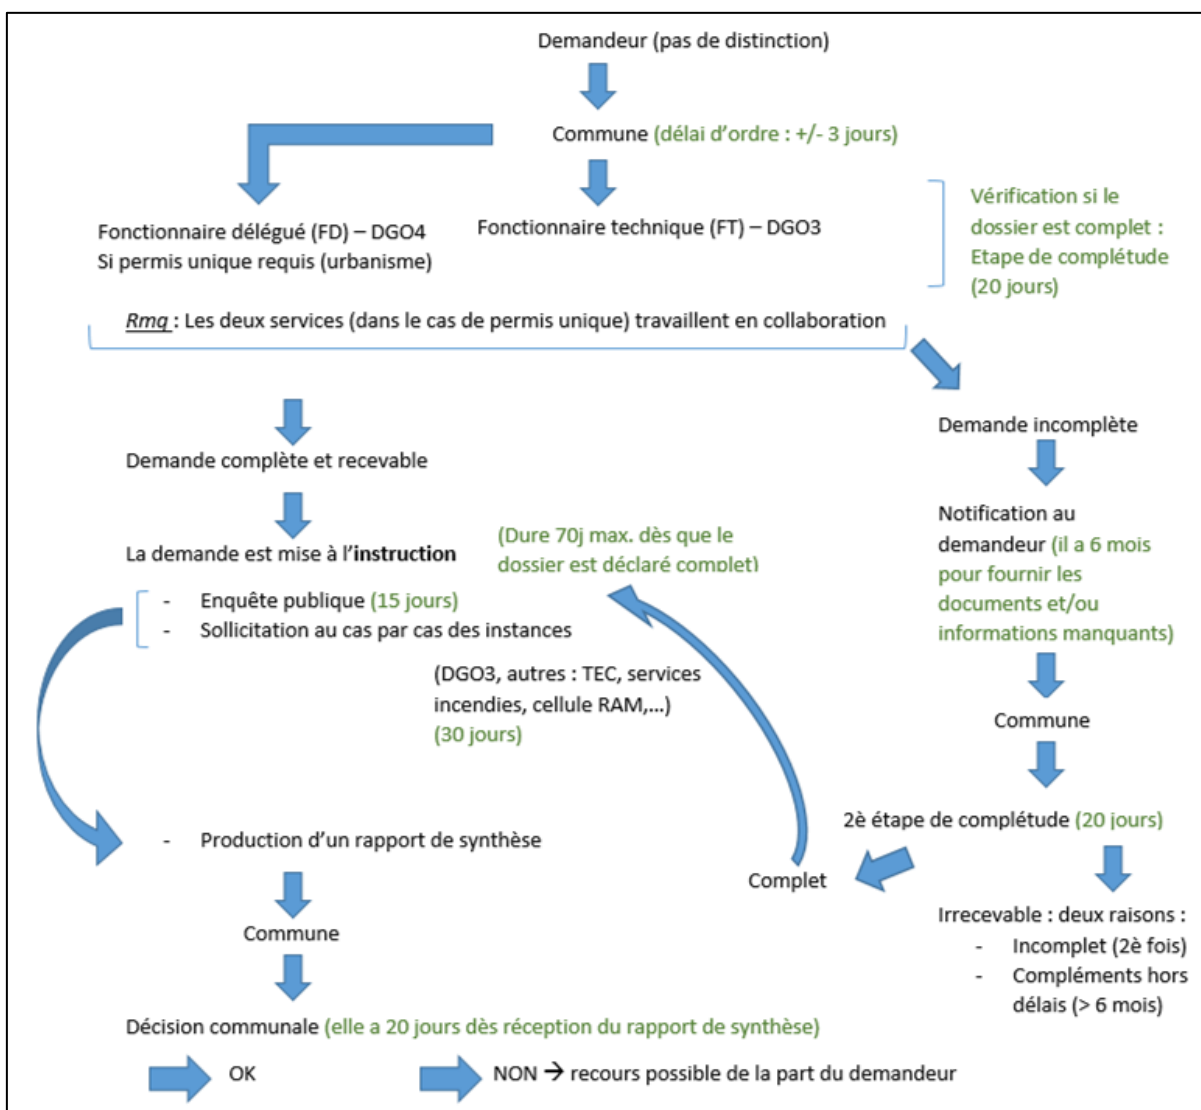 Demandeur (pas de distinction)
Commune (délai d'ordre : +/- 3 jours)
Fonctionnaire délégué (FD) – DGO4
Si permis unique requis (urbanisme)
Fonctionnaire technique (FT) – DGO3
Vérification si le
dossier est complet :
Etape de complétude
(20 jours)
Rmq : Les deux services (dans le cas de permis unique) travaillent en collaboration
Demande complète et recevable
La demande est mise à l'instruction
(Dure 70j max. dès que le
dossier est déclaré complet)
- Enquête publique (15 jours)
- Sollicitation au cas par cas des instances
(DGO3, autres : TEC, services
incendies, cellule RAM,...)
(30 jours)
- Production d'un rapport de synthèse
Commune
Décision communale (elle a 20 jours dès réception du rapport de synthèse)
OK
NON → recours possible de la part du demandeur
Demande incomplète
Notification au
demandeur (il a 6 mois
pour fournir les
documents et/ou
informations manquants)
Commune
2è étape de complétude (20 jours)
Complet
Irrecevable : deux raisons :
- Incomplet (2è fois)
- Compléments hors
délais (> 6 mois)